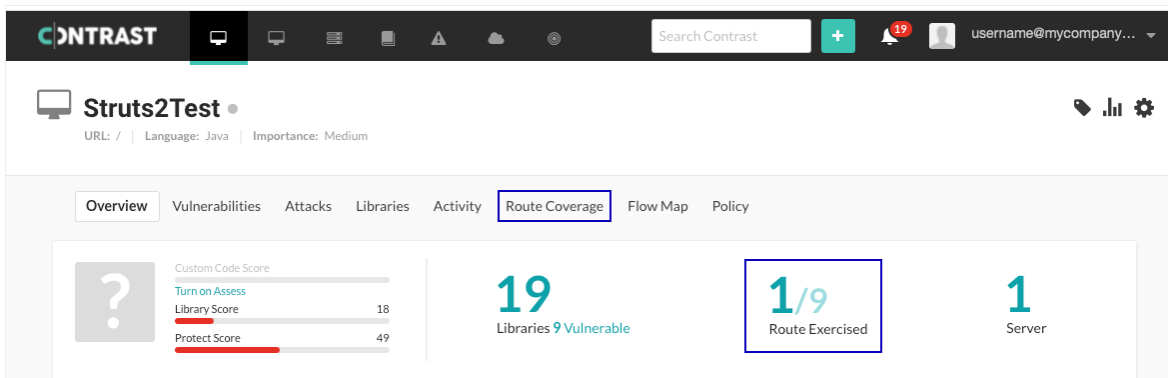 CONTRAST
Search Contrast
+
19
username@mycompany...
Struts2Test
URL: / | Language: Java | Importance: Medium
Overview Vulnerabilities Attacks Libraries Activity Route Coverage Flow Map Policy
?
Custom Code Score
Turn on Assess
Library Score 18
Protect Score 49
19
Libraries 9 Vulnerable
1/9
Route Exercised
1
Server